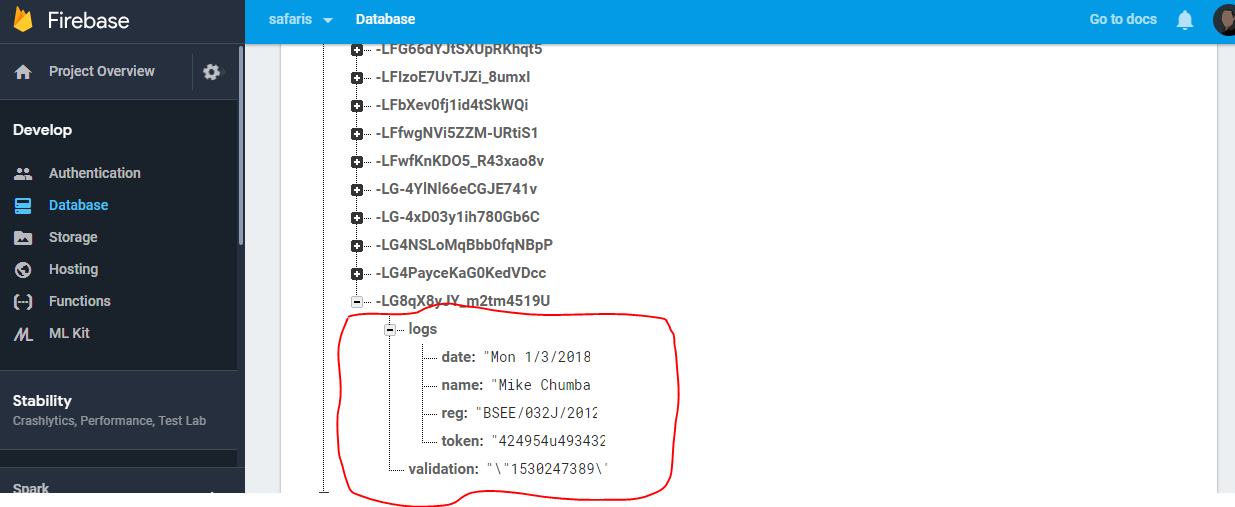 Firebase
safaris
Database
Go to docs
Project Overview
Develop
Authentication
Database
Storage
Hosting
Functions
ML Kit
Stability
Crashlytics, Performance, Test Lab
Spark
-LFG66dYJtSXUpRKhqt5
-LFIzoE7UvTJZi_8umxI
-LFbXev0fj1id4tSkWQi
-LFfwgNVi5ZZM-URtiS1
-LFwfKnKDO5_R43xao8v
-LG-4YlNl66eCGJE741v
-LG-4xD03y1ih780Gb6C
-LG4NSLoMqBbb0fqNBpP
-LG4PayceKaG0KedVDcc
-LG8qX8yJY_m2tm4519U
logs
date: "Mon 1/3/2018
name: "Mike Chumba
reg: "BSEE/032J/2012
token: "424954u493432
validation: "\"1530247389\"